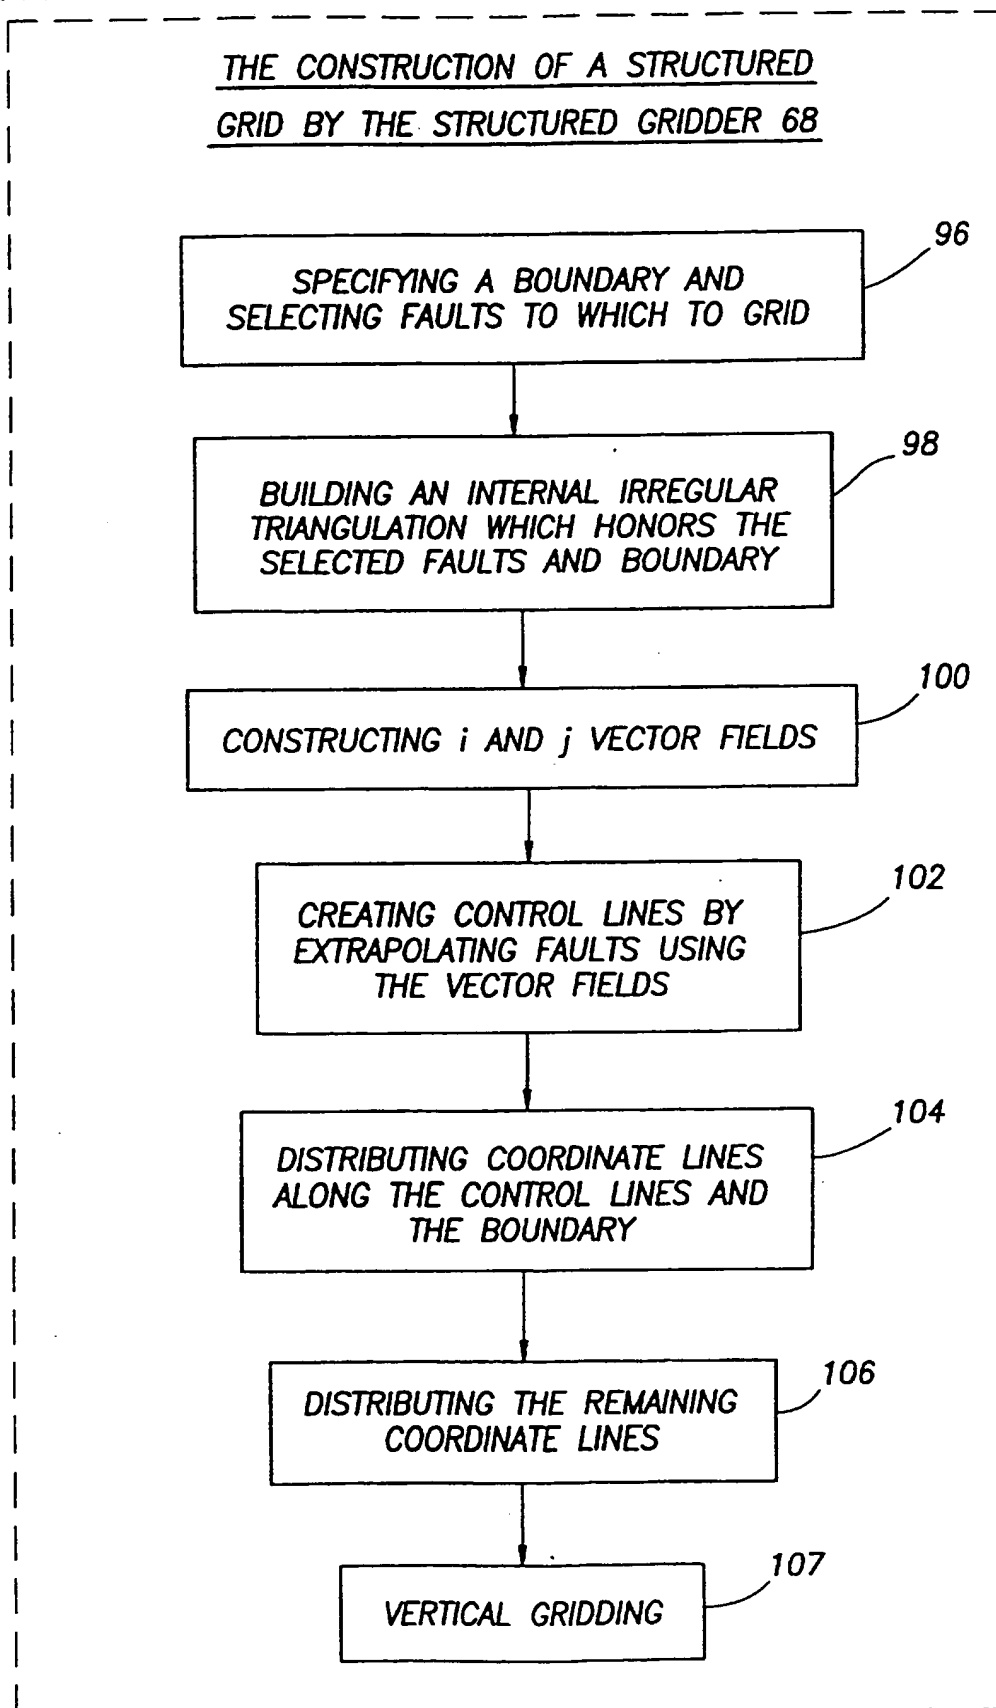 THE CONSTRUCTION OF A STRUCTURED
GRID BY THE STRUCTURED GRIDDER 68
96
SPECIFYING A BOUNDARY AND
SELECTING FAULTS TO WHICH TO GRID
98
BUILDING AN INTERNAL IRREGULAR
TRIANGULATION WHICH HONORS THE
SELECTED FAULTS AND BOUNDARY
100
CONSTRUCTING i AND j VECTOR FIELDS
102
CREATING CONTROL LINES BY
EXTRAPOLATING FAULTS USING
THE VECTOR FIELDS
104
DISTRIBUTING COORDINATE LINES
ALONG THE CONTROL LINES AND
THE BOUNDARY
106
DISTRIBUTING THE REMAINING
COORDINATE LINES
107
VERTICAL GRIDDING